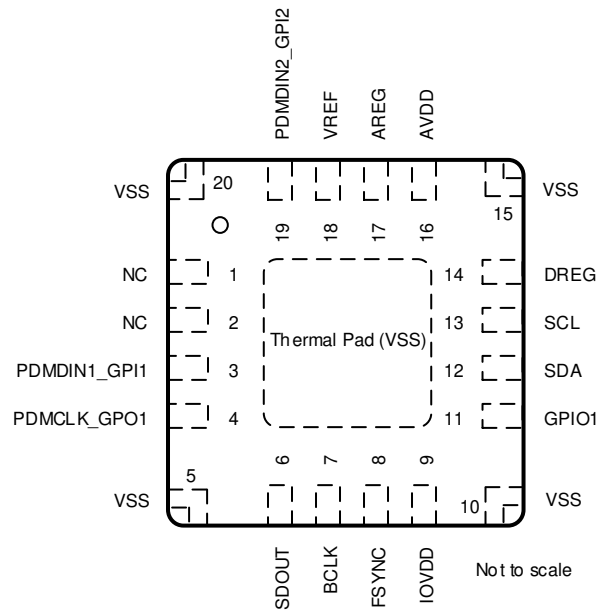 PDMDIN2_GPI2
VREF
AREG
AVDD
VSS
20
15
VSS
19
18
17
16
NC
1
14
DREG
NC
2
13
SCL
Thermal Pad (VSS)
PDMDIN1_GPI1
3
12
SDA
PDMCLK_GPO1
4
11
GPIO1
6
7
8
9
5
VSS
10
VSS
SDOUT
BCLK
FSYNC
IOVDD
Not to scale